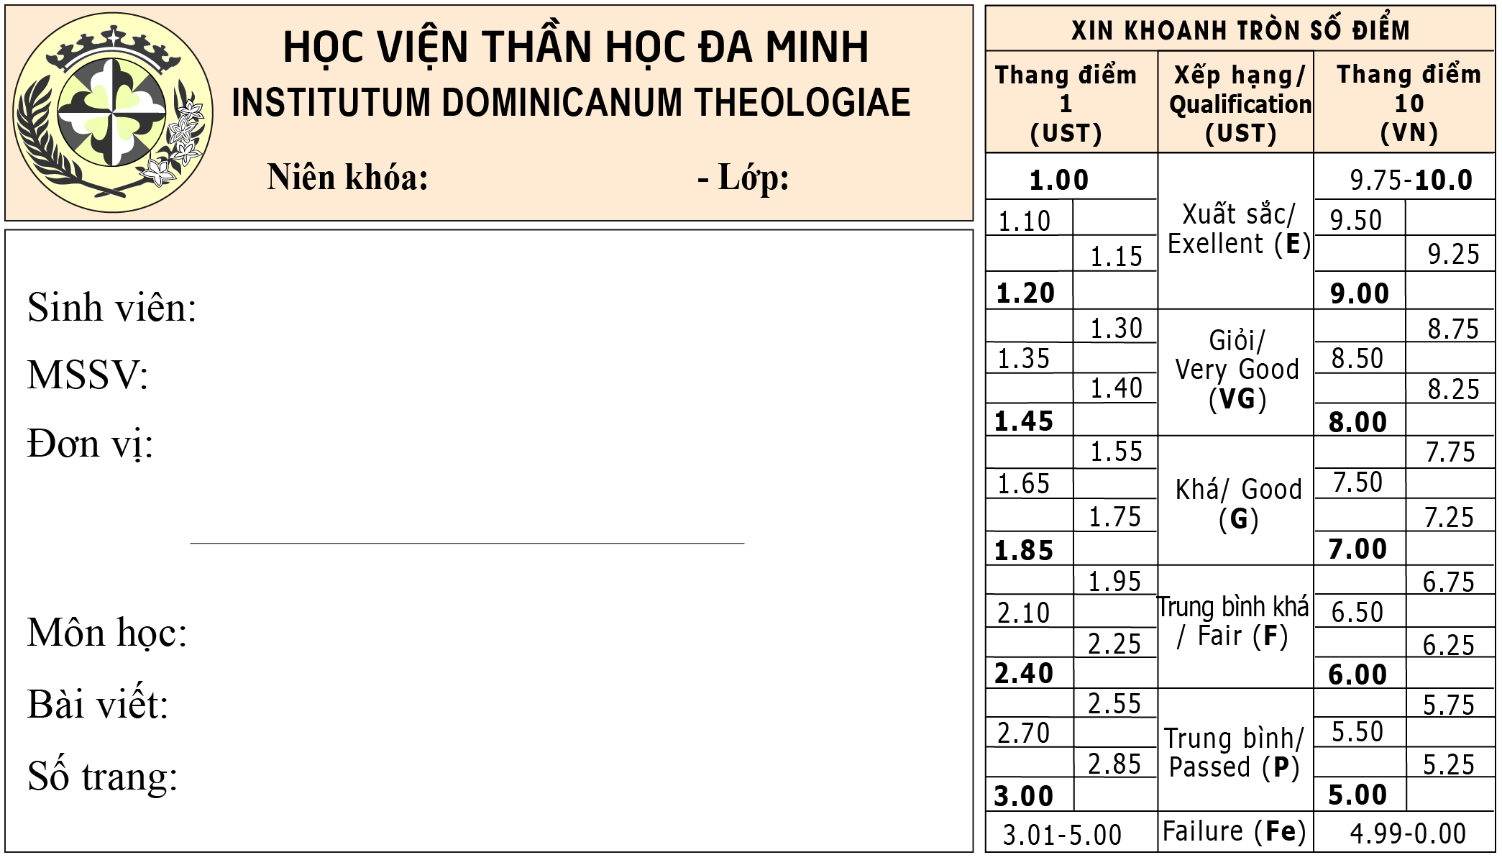 HỌC VIỆN THẦN HỌC ĐA MINH
INSTITUTUM DOMINICANUM THEOLOGIAE
Niên khóa: - Lớp:
Sinh viên:
MSSV:
Đơn vị:
Môn học:
Bài viết:
Số trang:
XIN KHOANH TRÒN SỐ ĐIỂM
Thang điểm Xếp hạng/ Thang điểm
1 Qualification 10
(UST) (UST) (VN)
1.00 9.75-10.0
Xuất sắc/
1.10 9.50
Exellent (E)
1.15 9.25
1.20 9.00
1.30 8.75
Giỏi/
1.35 8.50
Very Good
1.40 8.25
(VG)
1.45 8.00
1.55 7.75
1.65 7.50
Khá/ Good
1.75 7.25
(G)
1.85 7.00
1.95 6.75
2.10 Trung bình khá 6.50
2.25 / Fair (F) 6.25
2.40 6.00
2.55 5.75
2.70 Trung bình/ 5.50
2.85 Passed (P) 5.25
3.00 5.00
3.01-5.00 Failure (Fe) 4.99-0.00